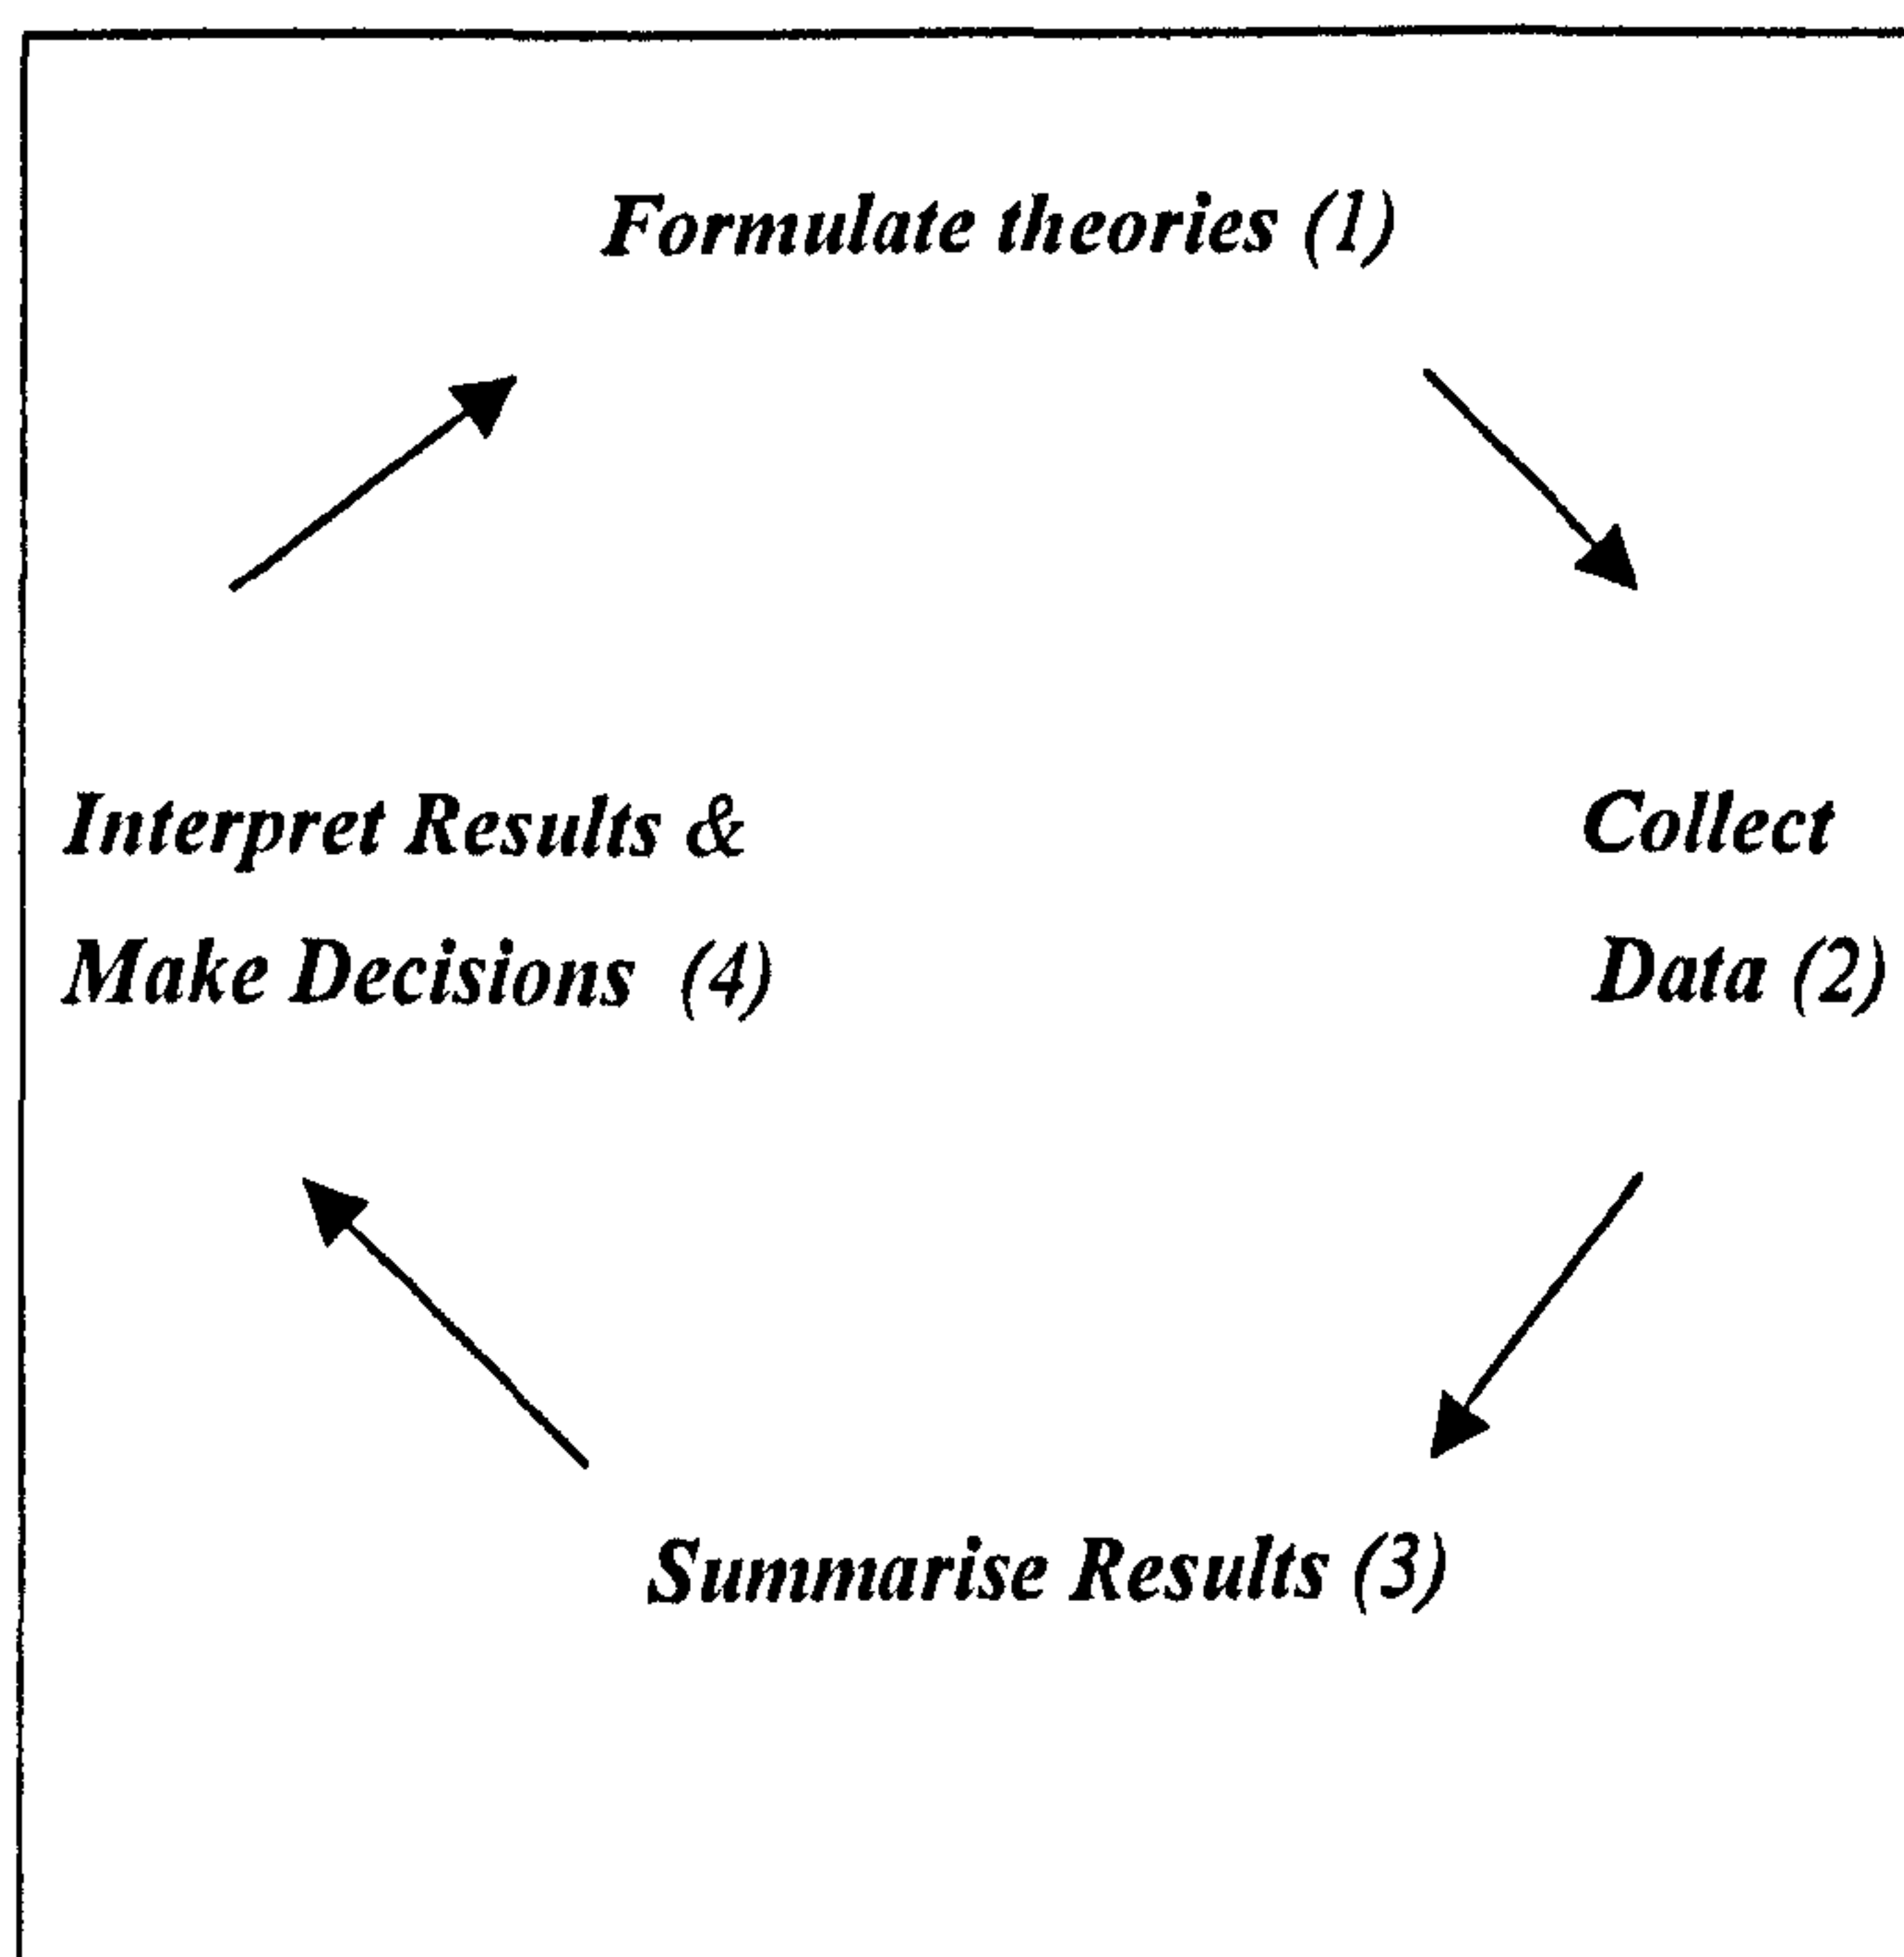 Formulate theories (1)
Interpret Results &
Make Decisions (4)
Collect
Data (2)
Summarise Results (3)